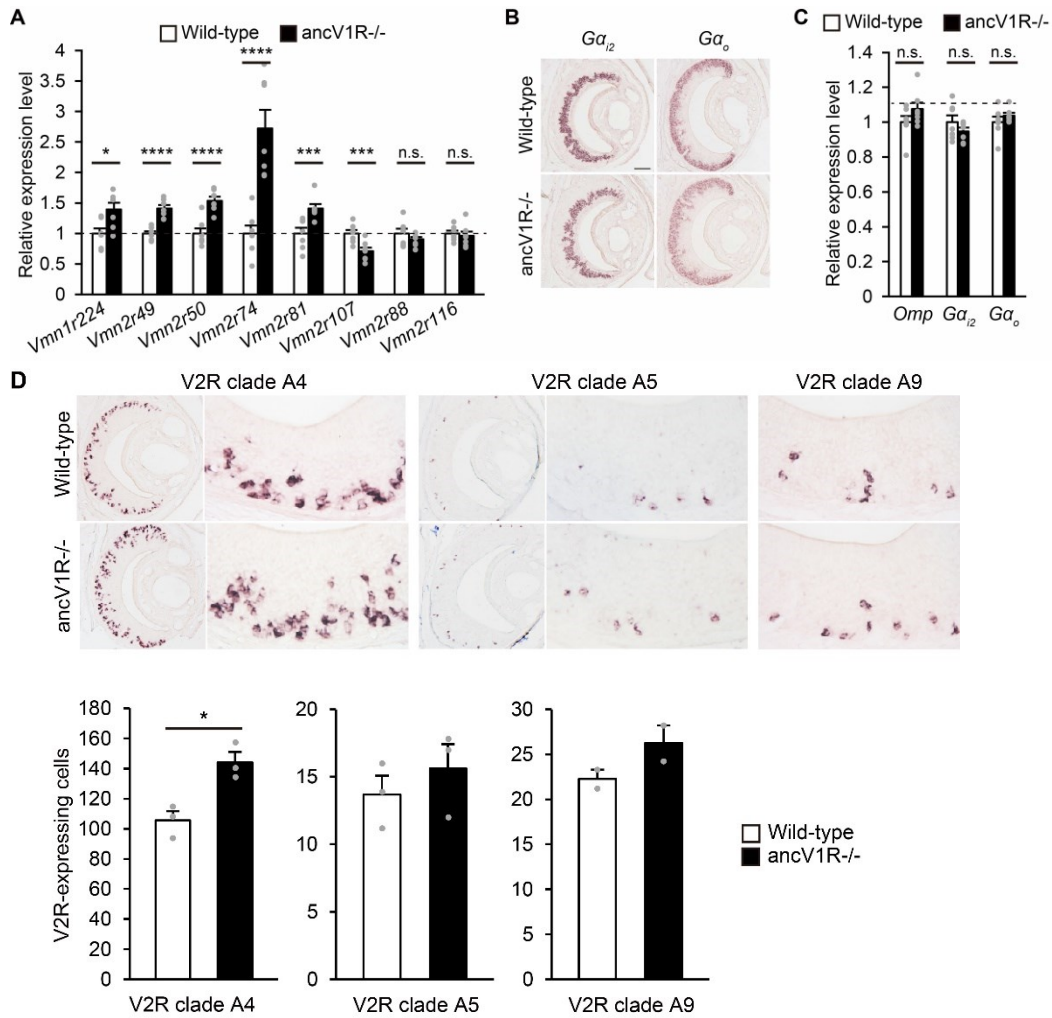 A
Wild-type ancV1R-/-
Relative expression level
4
3.5
3
2.5
2
1.5
1
0.5
0
* **** **** **** *** *** n.s. n.s.
Vmn1r224 Vmn2r49 Vmn2r50 Vmn2r74 Vmn2r81 Vmn2r107 Vmn2r88 Vmn2r116
B
Gαi2 Gαo
Wild-type
ancV1R-/-
C
Wild-type ancV1R-/-
Relative expression level
1.4
1.2
1
0.8
0.6
0.4
0.2
0
n.s. n.s. n.s.
Omp Gαi2 Gαo
D
V2R clade A4 V2R clade A5 V2R clade A9
Wild-type
ancV1R-/-
V2R-expressing cells
180
160
140
120
100
80
60
40
20
0
*
V2R clade A4
20
15
10
5
0
V2R clade A5
30
25
20
15
10
5
0
V2R clade A9
Wild-type
ancV1R-/-